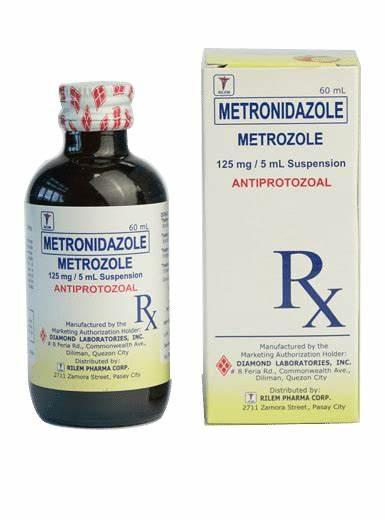 RILEM
60 mL
METRONIDAZOLE
METROZOLE
125 mg / 5 mL Suspension
ANTIPROTOZOAL
Rx
Manufactured by the
Marketing Authorization Holder:
DIAMOND LABORATORIES, INC.
# 8 Feria Rd., Commonwealth Ave.,
Diliman, Quezon City
Distributed by:
RILEM PHARMA CORP.
2711 Zamora Street, Pasay City
RILEM
60 mL
METRONIDAZOLE
METROZOLE
125 mg / 5 mL Suspension
ANTIPROTOZOAL
Rx
Manufactured by the
Marketing Authorization Holder:
DIAMOND LABORATORIES, INC.
# 8 Feria Rd., Commonwealth Ave.,
Diliman, Quezon City
Distributed by:
RILEM PHARMA CORP.
2711 Zamora Street, Pasay City